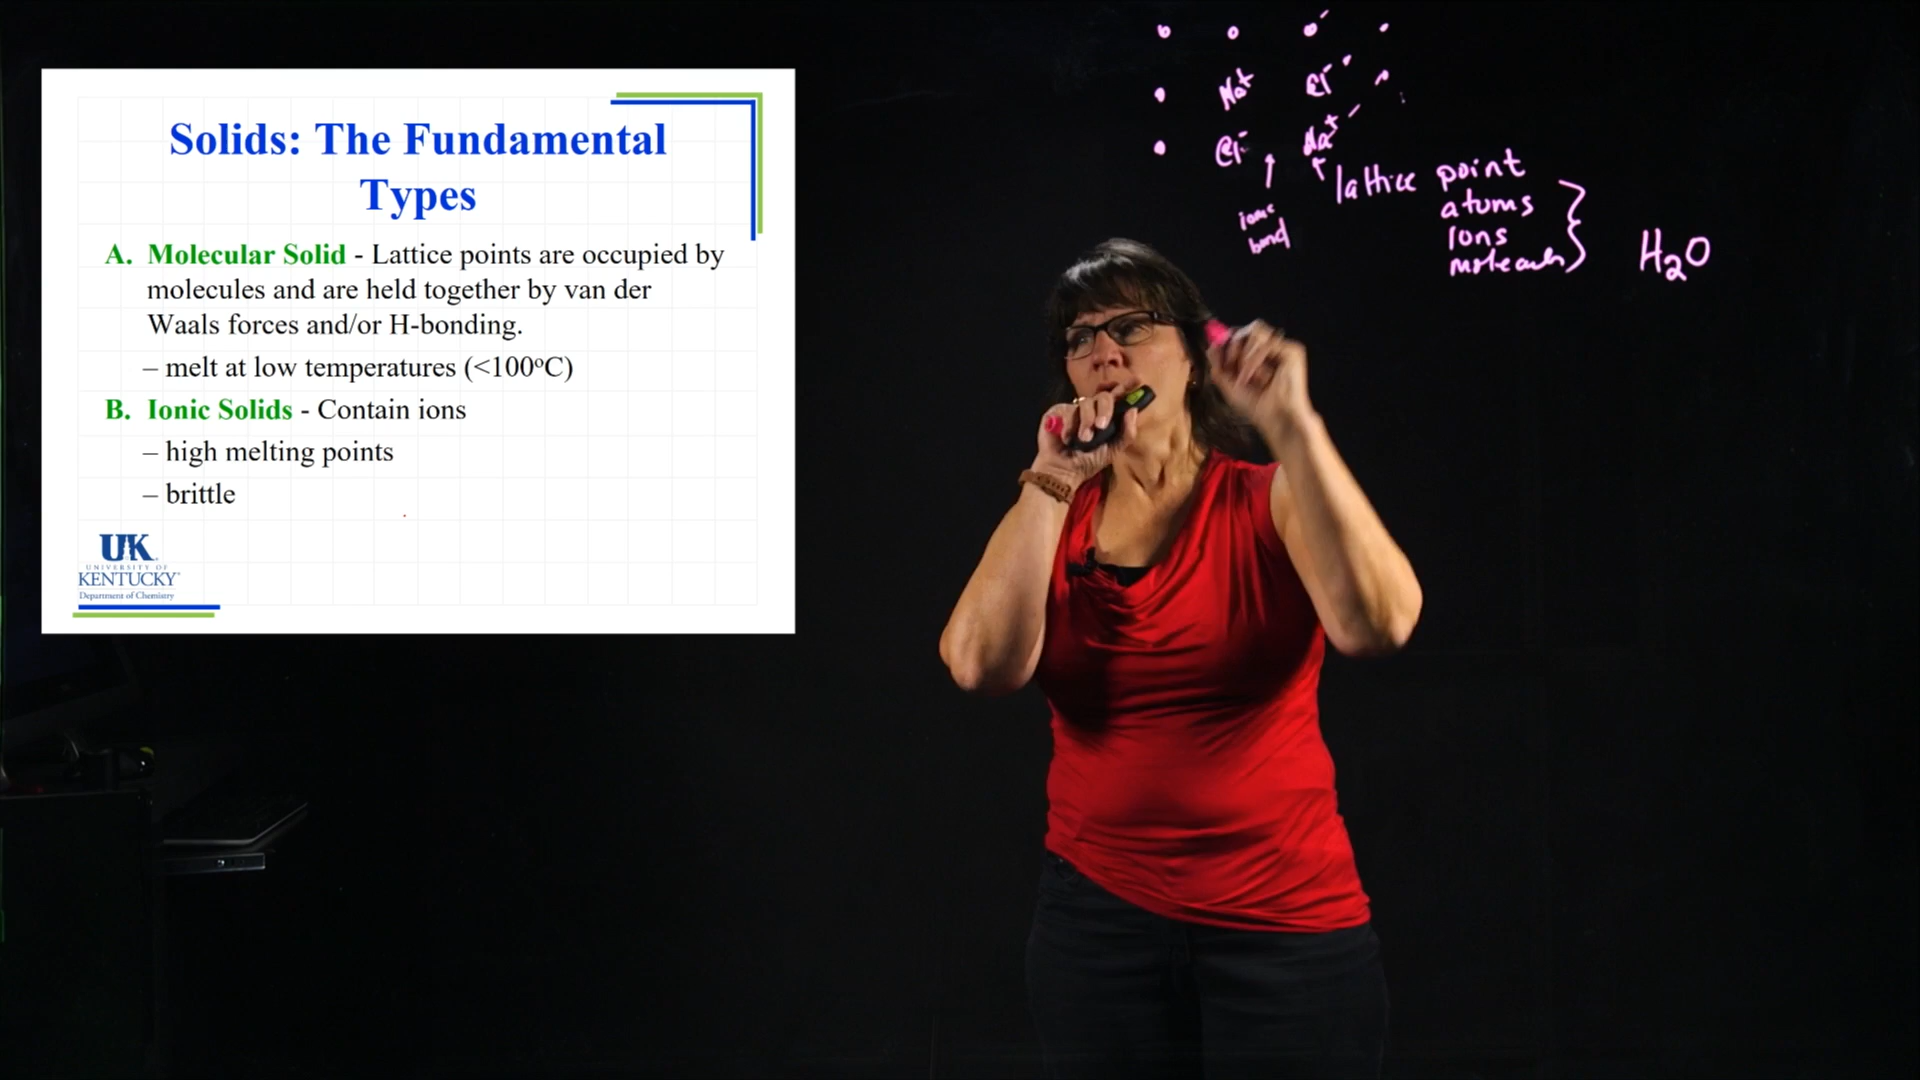 Solids: The Fundamental
Types
A. Molecular Solid - Lattice points are occupied by
molecules and are held together by van der
Waals forces and/or H-bonding.
– melt at low temperatures (<100°C)
B. Ionic Solids - Contain ions
– high melting points
– brittle
UK
UNIVERSITY OF
KENTUCKY
Department of Chemistry
Na+ Cl-
Cl- Na+
ionic
bond
lattice point
atoms
Ions
molecules
H₂O